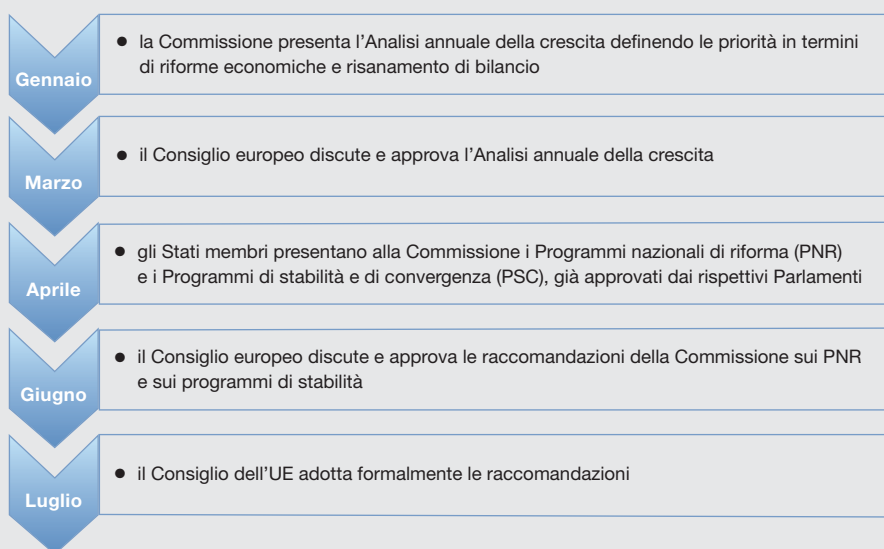 Gennaio
● la Commissione presenta l’Analisi annuale della crescita definendo le priorità in termini
di riforme economiche e risanamento di bilancio
Marzo
● il Consiglio europeo discute e approva l’Analisi annuale della crescita
Aprile
● gli Stati membri presentano alla Commissione i Programmi nazionali di riforma (PNR)
e i Programmi di stabilità e di convergenza (PSC), già approvati dai rispettivi Parlamenti
Giugno
● il Consiglio europeo discute e approva le raccomandazioni della Commissione sui PNR
e sui programmi di stabilità
Luglio
● il Consiglio dell’UE adotta formalmente le raccomandazioni